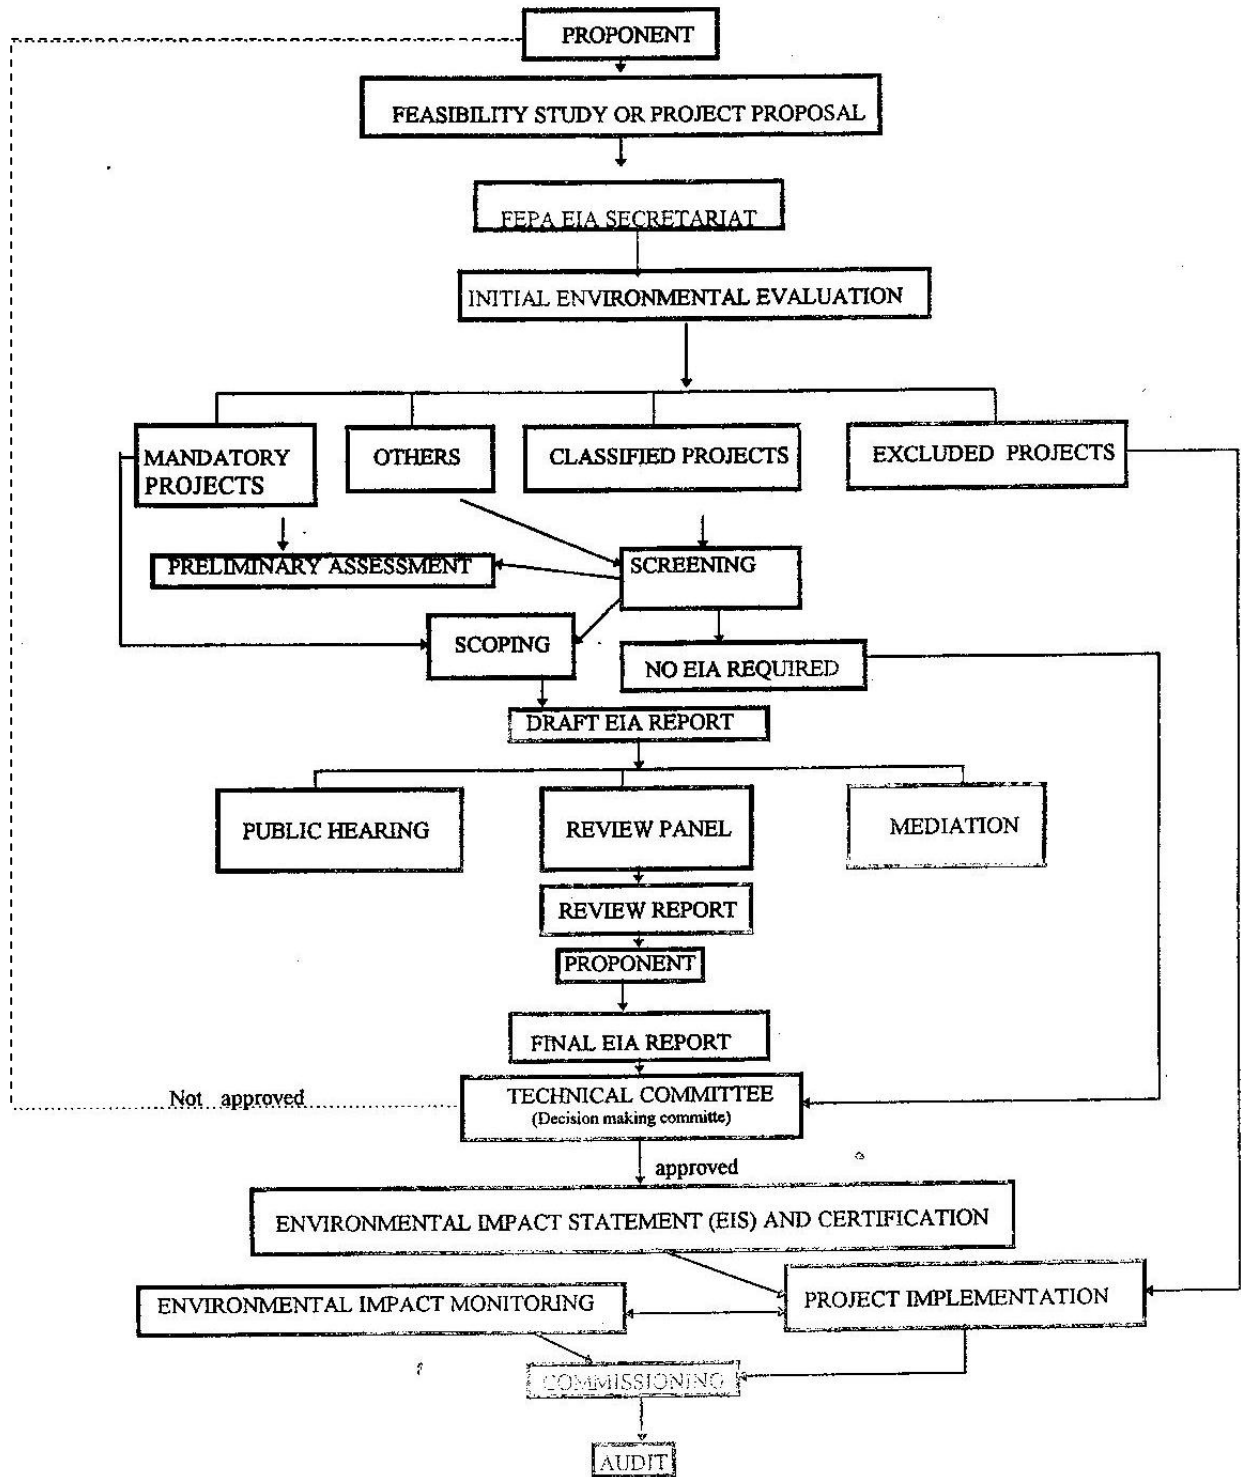 PROPONENT
FEASIBILITY STUDY OR PROJECT PROPOSAL
FEPA EIA SECRETARIAT
INITIAL ENVIRONMENTAL EVALUATION
MANDATORY
PROJECTS
OTHERS
CLASSIFIED PROJECTS
EXCLUDED PROJECTS
PRELIMINARY ASSESSMENT
SCREENING
SCOPING
NO EIA REQUIRED
DRAFT EIA REPORT
PUBLIC HEARING
REVIEW PANEL
MEDIATION
REVIEW REPORT
PROPONENT
FINAL EIA REPORT
Not approved
TECHNICAL COMMITTEE
(Decision making committe)
approved
ENVIRONMENTAL IMPACT STATEMENT (EIS) AND CERTIFICATION
ENVIRONMENTAL IMPACT MONITORING
PROJECT IMPLEMENTATION
COMMISSIONING
AUDIT